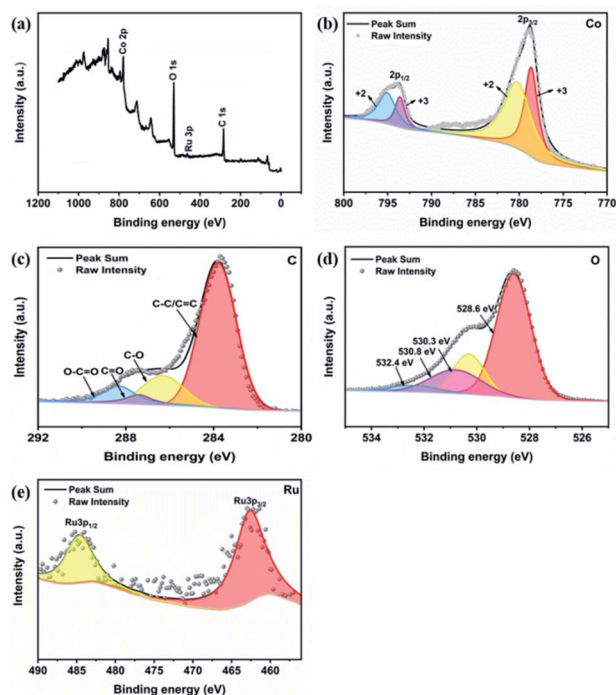 (a)
Intensity (a.u.)
Co 2p
O 1s
Ru 3p
C 1s
1200 1000 800 600 400 200 0
Binding energy (eV)
(b)
Peak Sum
Raw Intensity
Co
Intensity (a.u.)
2p1/2
+2
+3
2p3/2
+2
+3
800 795 790 785 780 775 770
Binding energy (eV)
(c)
Peak Sum
Raw Intensity
C
Intensity (a.u.)
C-C/C=C
C-O
O-C=O
C=O
292 288 284 280
Binding energy (eV)
(d)
Peak Sum
Raw Intensity
O
Intensity (a.u.)
528.6 eV
530.3 eV
530.8 eV
532.4 eV
534 532 530 528 526
Binding energy (eV)
(e)
Peak Sum
Raw Intensity
Ru
Intensity (a.u.)
Ru3p1/2
Ru3p3/2
490 485 480 475 470 465 460
Binding energy (eV)